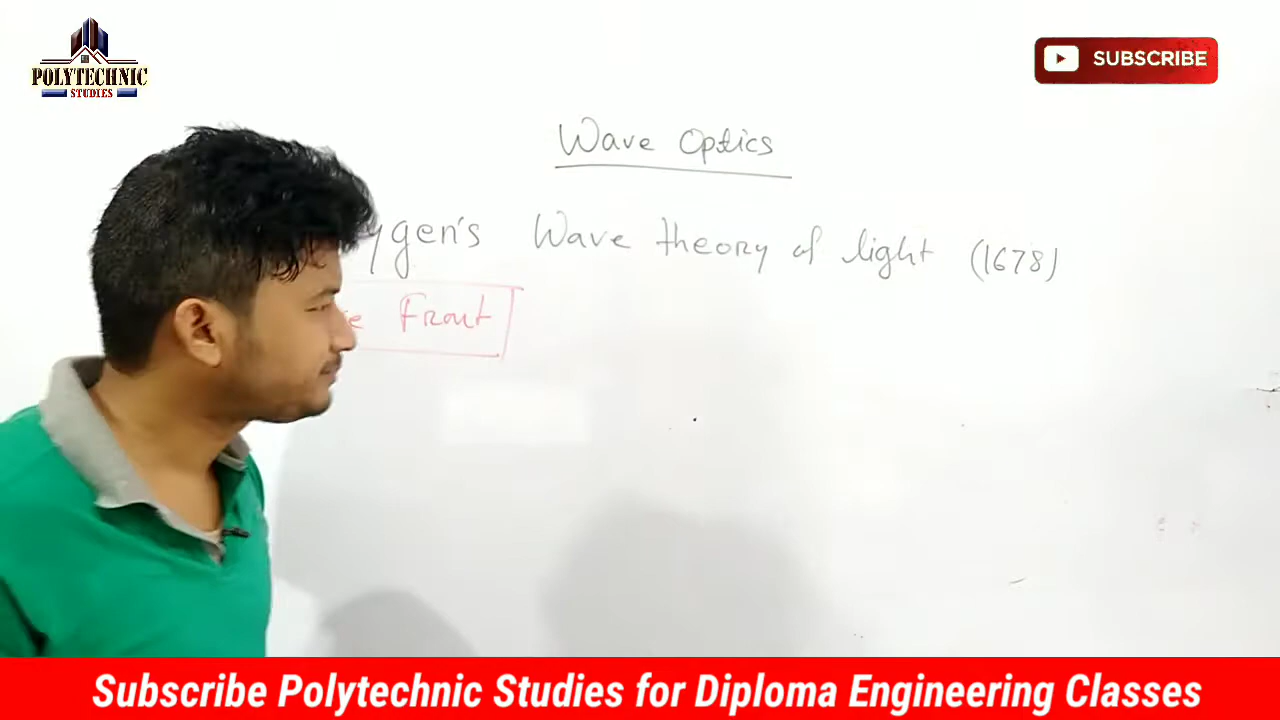 POLYTECHNIC
STUDIES
SUBSCRIBE
Wave Optics
ygen's Wave theory of light (1678)
e Front
Subscribe Polytechnic Studies for Diploma Engineering Classes